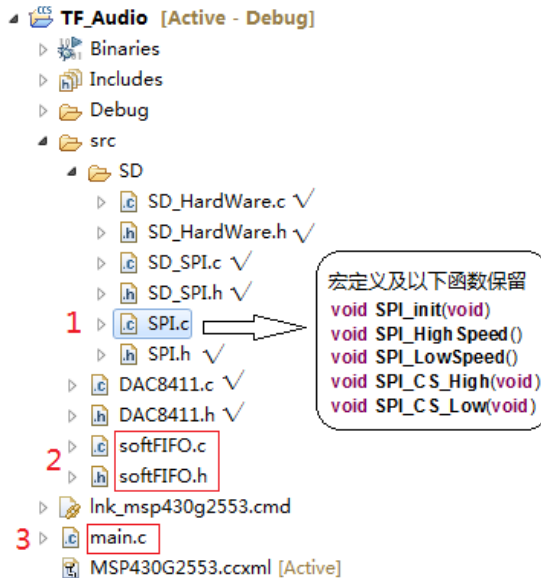 TF_Audio [Active - Debug]
Binaries
Includes
Debug
src
SD
SD_HardWare.c √
SD_HardWare.h √
SD_SPI.c √
SD_SPI.h √
1 SPI.c
SPI.h √
DAC8411.c √
DAC8411.h √
2
softFIFO.c
softFIFO.h
lnk_msp430g2553.cmd
3 main.c
MSP430G2553.ccxml [Active]
宏定义及以下函数保留
void SPI_init(void)
void SPI_HighSpeed()
void SPI_LowSpeed()
void SPI_CS_High(void)
void SPI_CS_Low(void)